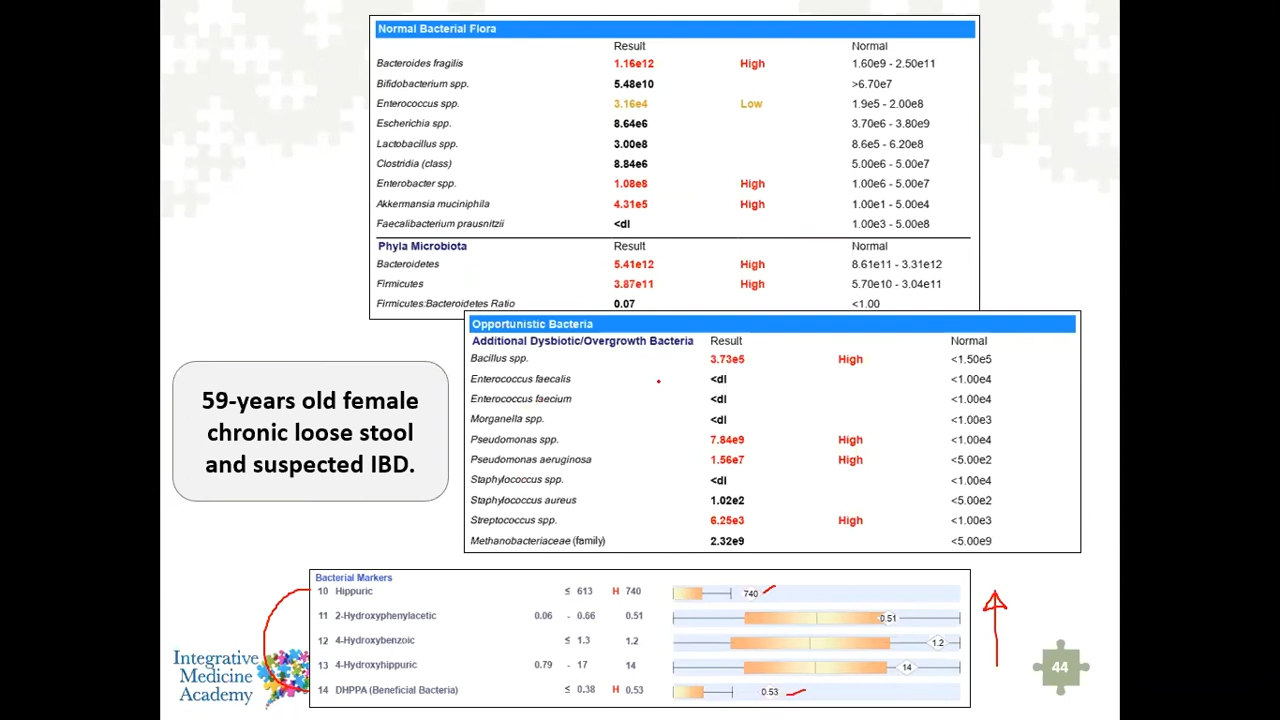 Normal Bacterial Flora
Result Normal
Bacteroides fragilis 1.16e12 High 1.60e9 - 2.50e11
Bifidobacterium spp. 5.48e10 >6.70e7
Enterococcus spp. 3.16e4 Low 1.9e5 - 2.00e8
Escherichia spp. 8.64e6 3.70e6 - 3.80e9
Lactobacillus spp. 3.00e8 8.6e5 - 6.20e8
Clostridia (class) 8.84e6 5.00e6 - 5.00e7
Enterobacter spp. 1.08e8 High 1.00e6 - 5.00e7
Akkermansia muciniphila 4.31e5 High 1.00e1 - 5.00e4
Faecalibacterium prausnitzii <dl 1.00e3 - 5.00e8
Phyla Microbiota Result Normal
Bacteroidetes 5.41e12 High 8.61e11 - 3.31e12
Firmicutes 3.87e11 High 5.70e10 - 3.04e11
Firmicutes:Bacteroidetes Ratio 0.07 <1.00
Opportunistic Bacteria
Additional Dysbiotic/Overgrowth Bacteria Result Normal
Bacillus spp. 3.73e5 High <1.50e5
Enterococcus faecalis <dl <1.00e4
Enterococcus faecium <dl <1.00e4
Morganella spp. <dl <1.00e3
Pseudomonas spp. 7.84e9 High <1.00e4
Pseudomonas aeruginosa 1.56e7 High <5.00e2
Staphylococcus spp. <dl <1.00e4
Staphylococcus aureus 1.02e2 <5.00e2
Streptococcus spp. 6.25e3 High <1.00e3
Methanobacteriaceae (family) 2.32e9 <5.00e9
59-years old female
chronic loose stool
and suspected IBD.
Bacterial Markers
10 Hippuric ≤ 613 H 740 740
11 2-Hydroxyphenylacetic 0.06 - 0.66 0.51 0.51
12 4-Hydroxybenzoic ≤ 1.3 1.2 1.2
13 4-Hydroxyhippuric 0.79 - 17 14 14
14 DHPPA (Beneficial Bacteria) ≤ 0.38 H 0.53 0.53
Integrative
Medicine
Academy
44